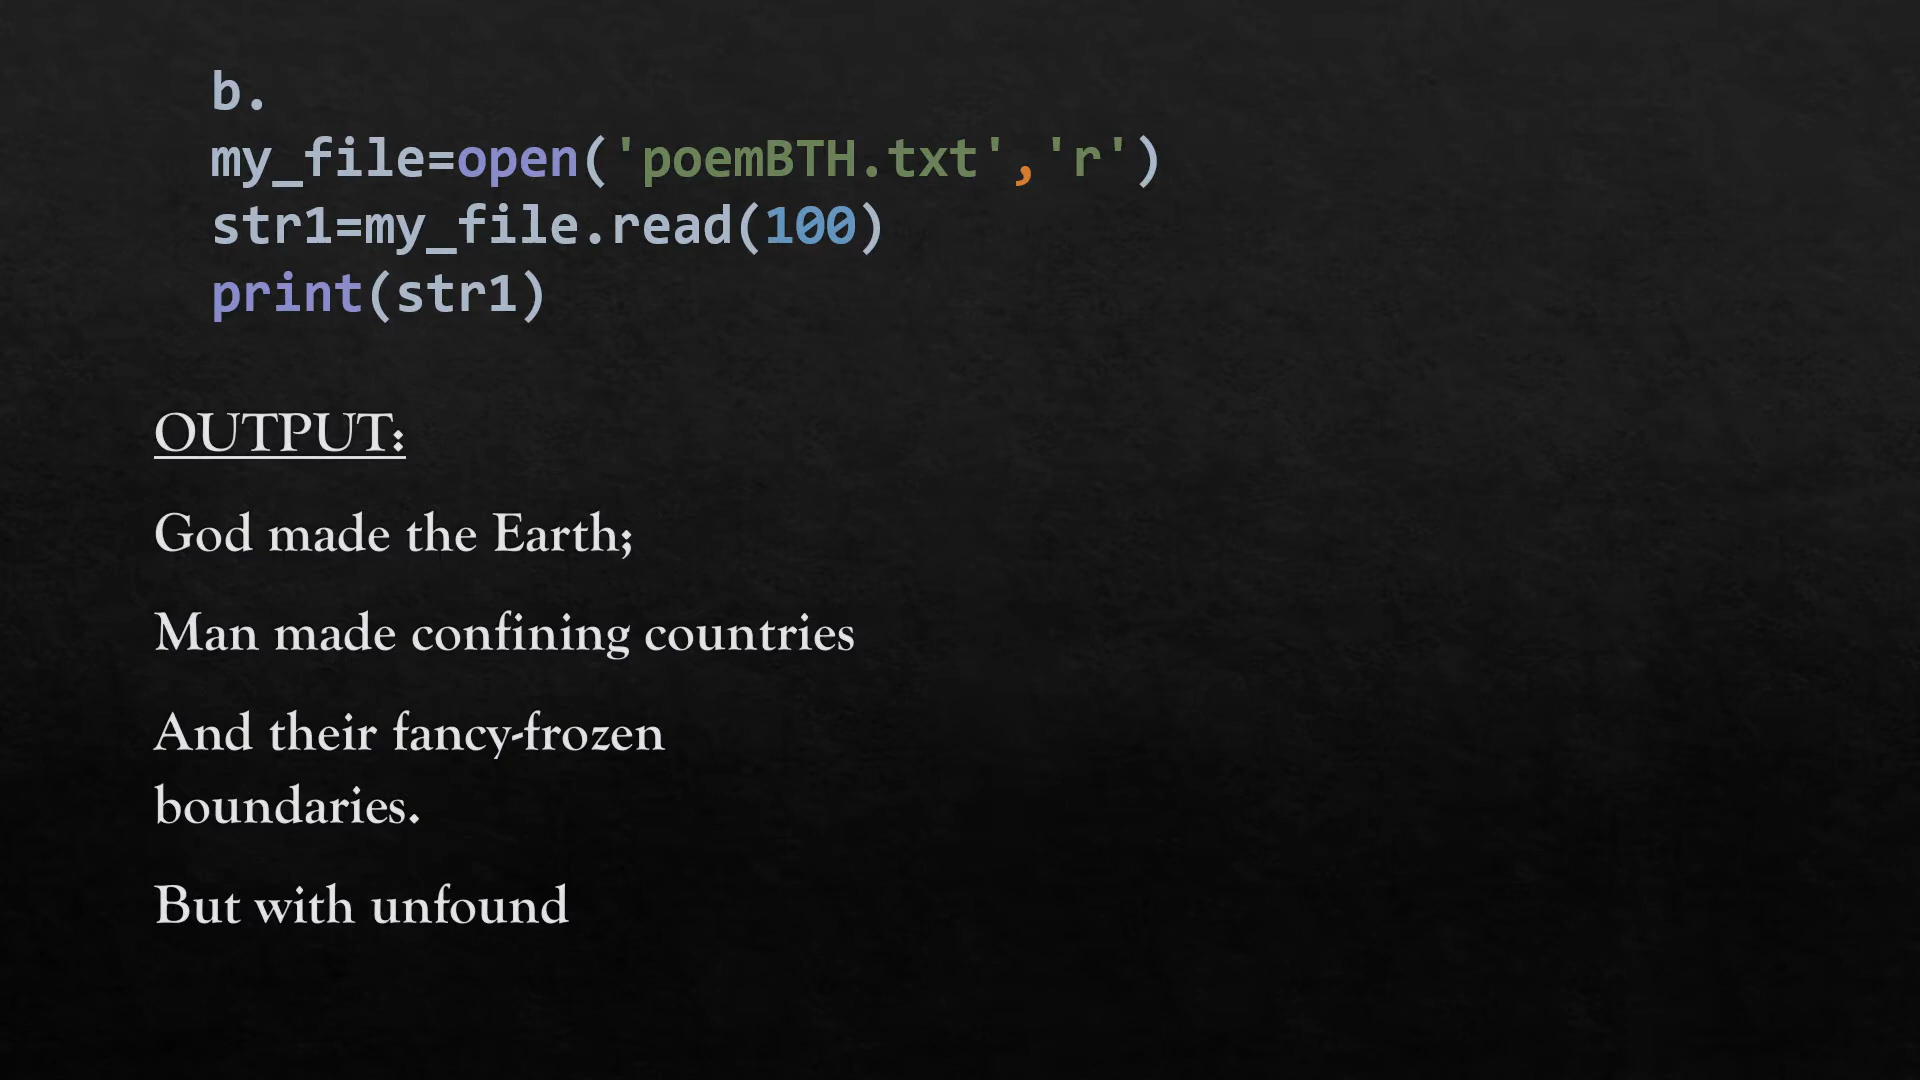 b.
my_file=open('poemBTH.txt','r')
str1=my_file.read(100)
print(str1)
OUTPUT:
God made the Earth;
Man made confining countries
And their fancy-frozen
boundaries.
But with unfound